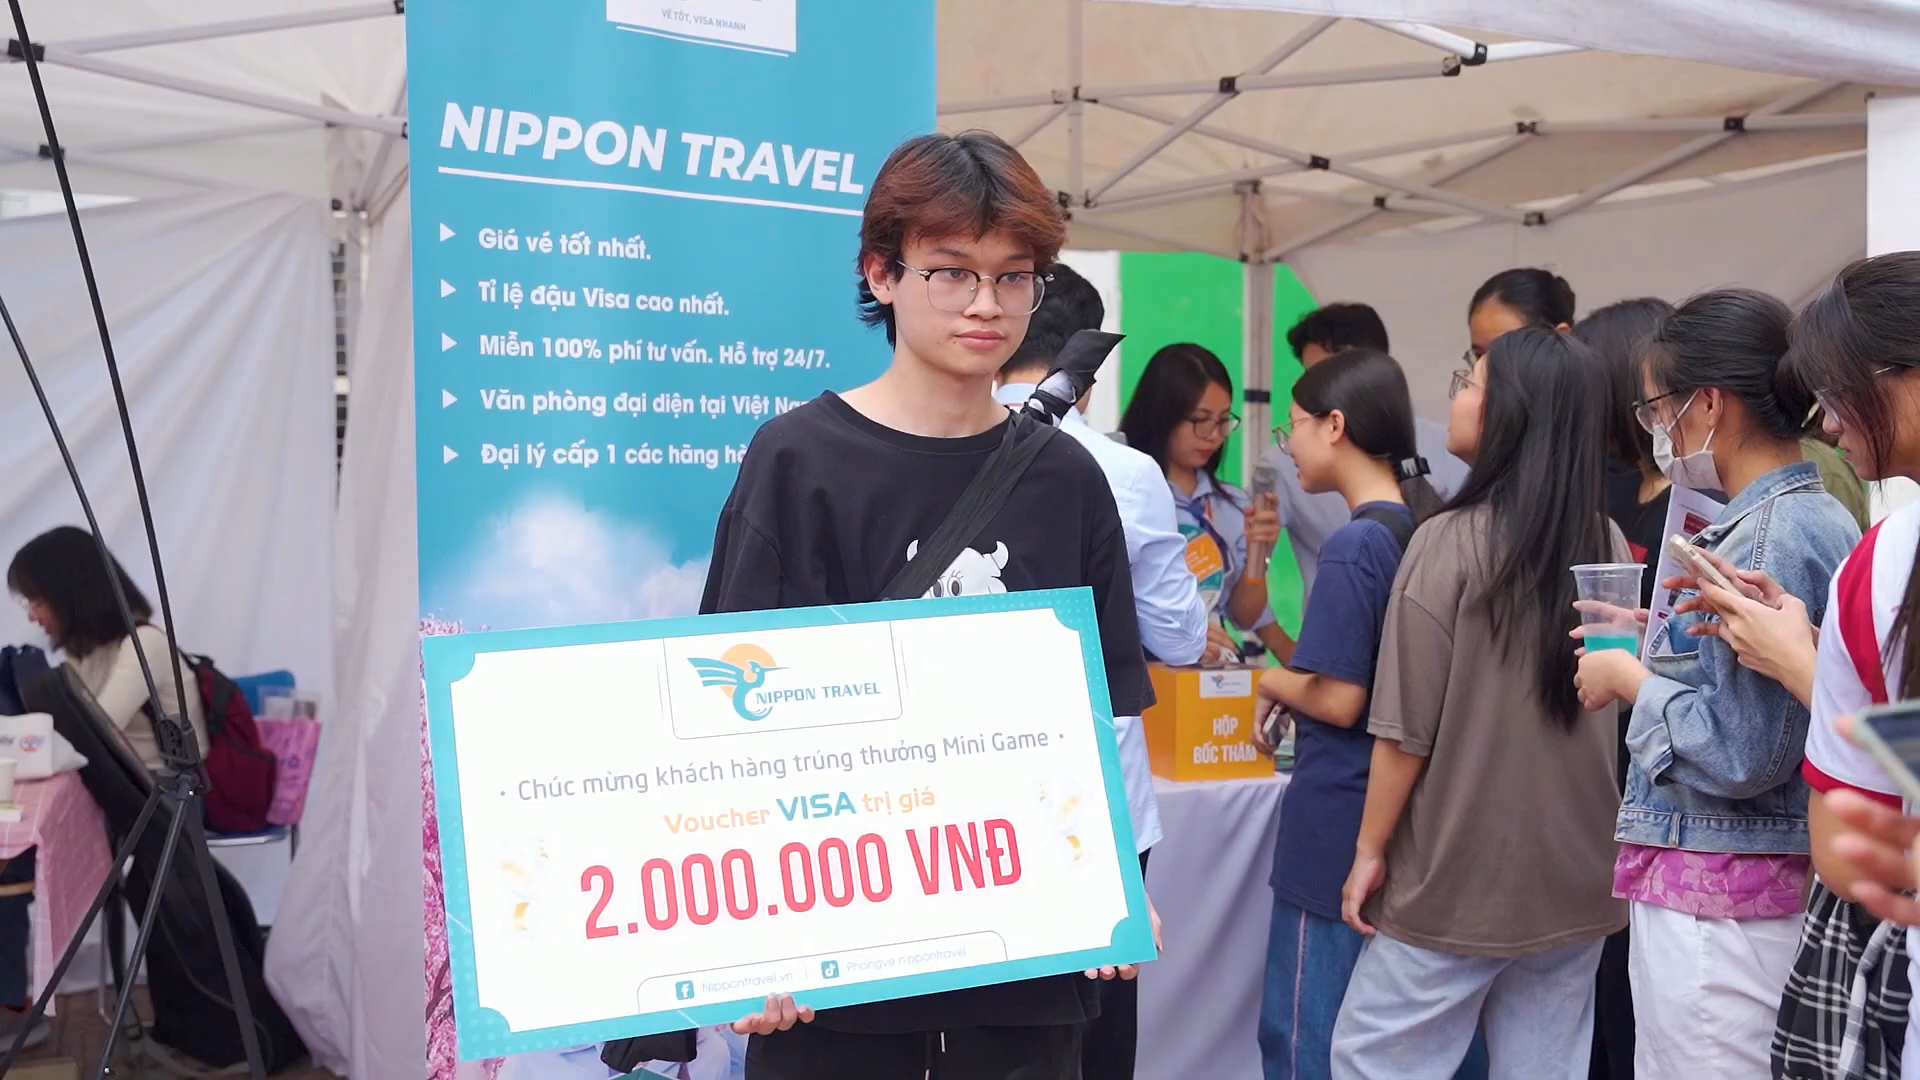 VÉ TỐT, VISA NHANH
NIPPON TRAVEL
Giá vé tốt nhất.
Tỉ lệ đậu Visa cao nhất.
Miễn 100% phí tư vấn. Hỗ trợ 24/7.
Văn phòng đại diện tại Việt
Đại lý cấp 1 các hãng
NIPPON TRAVEL
• Chúc mừng khách hàng trúng thưởng Mini Game •
Voucher VISA trị giá
2.000.000 VNĐ
Nippontravel.vn
Phongve nippontravel
HỘP
BỐC THĂM